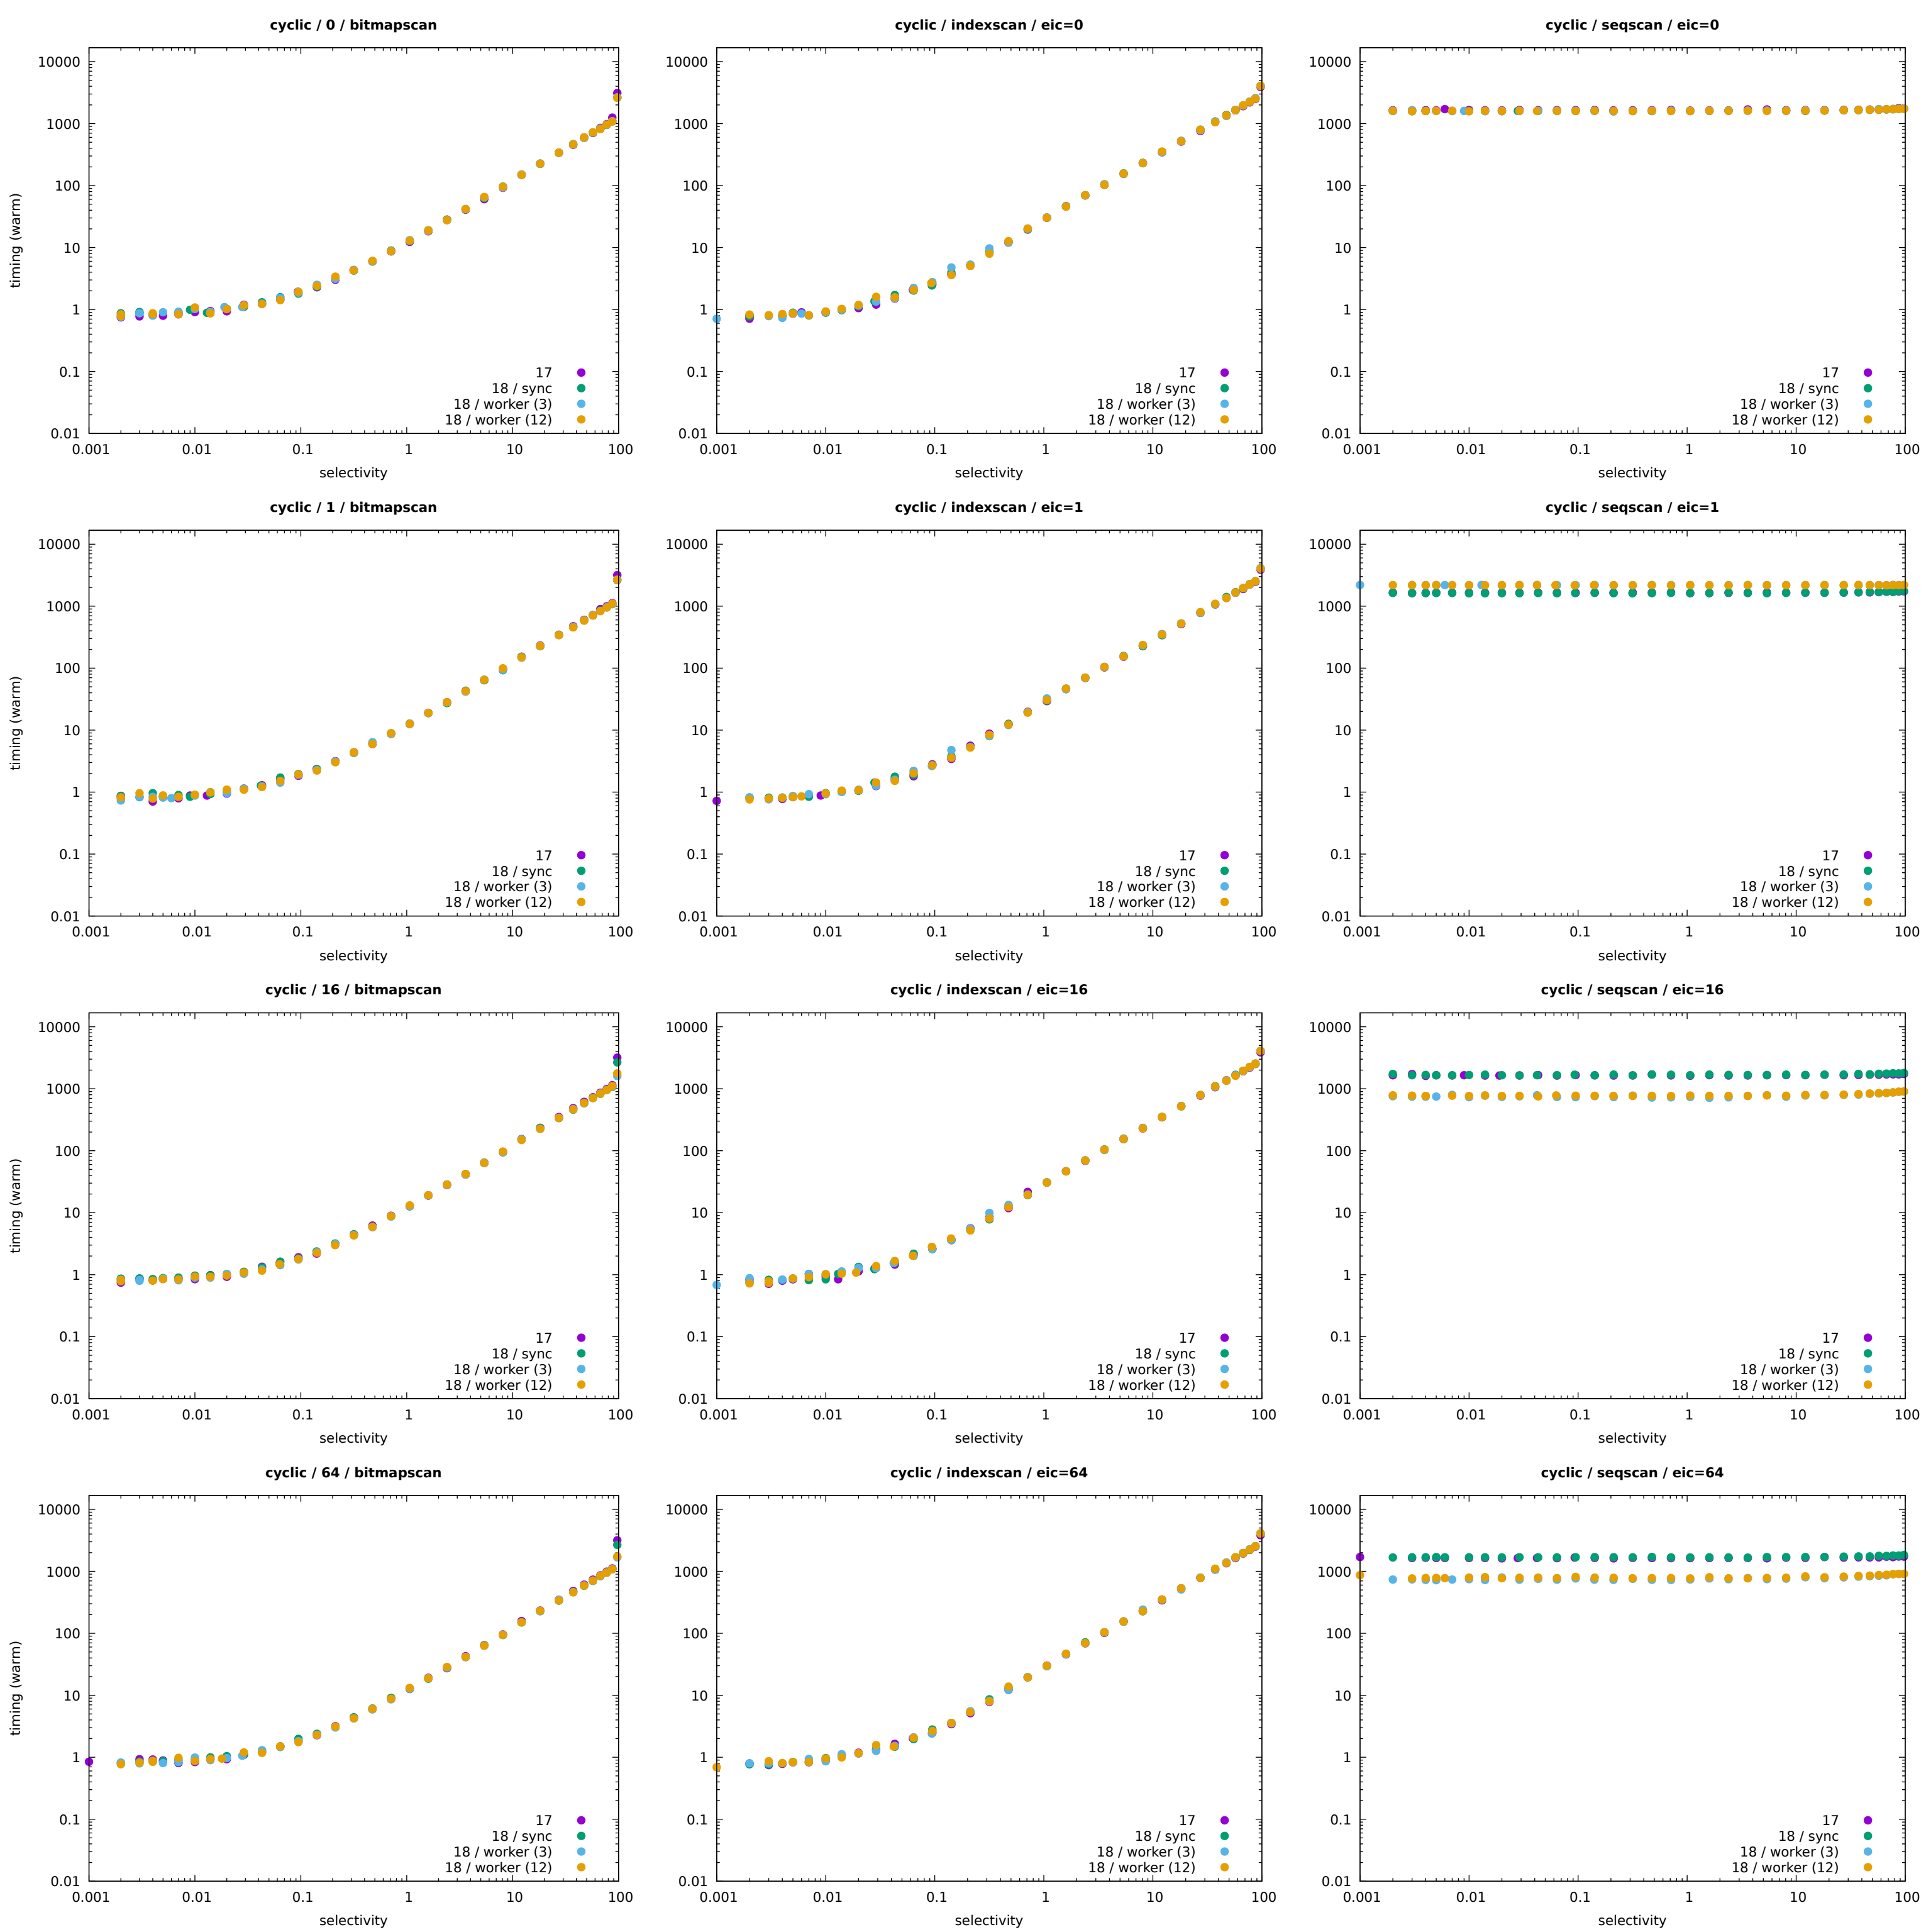 cyclic / 0 / bitmapscan
10000
1000
100
10
1
0.1
0.01
timing (warm)
17
18 / sync
18 / worker (3)
18 / worker (12)
0.001 0.01 0.1 1 10 100
selectivity
cyclic / indexscan / eic=0
10000
1000
100
10
1
0.1
0.01
17
18 / sync
18 / worker (3)
18 / worker (12)
0.001 0.01 0.1 1 10 100
selectivity
cyclic / seqscan / eic=0
10000
1000
100
10
1
0.1
0.01
17
18 / sync
18 / worker (3)
18 / worker (12)
0.001 0.01 0.1 1 10 100
selectivity
cyclic / 1 / bitmapscan
10000
1000
100
10
1
0.1
0.01
timing (warm)
17
18 / sync
18 / worker (3)
18 / worker (12)
0.001 0.01 0.1 1 10 100
selectivity
cyclic / indexscan / eic=1
10000
1000
100
10
1
0.1
0.01
17
18 / sync
18 / worker (3)
18 / worker (12)
0.001 0.01 0.1 1 10 100
selectivity
cyclic / seqscan / eic=1
10000
1000
100
10
1
0.1
0.01
17
18 / sync
18 / worker (3)
18 / worker (12)
0.001 0.01 0.1 1 10 100
selectivity
cyclic / 16 / bitmapscan
10000
1000
100
10
1
0.1
0.01
timing (warm)
17
18 / sync
18 / worker (3)
18 / worker (12)
0.001 0.01 0.1 1 10 100
selectivity
cyclic / indexscan / eic=16
10000
1000
100
10
1
0.1
0.01
17
18 / sync
18 / worker (3)
18 / worker (12)
0.001 0.01 0.1 1 10 100
selectivity
cyclic / seqscan / eic=16
10000
1000
100
10
1
0.1
0.01
17
18 / sync
18 / worker (3)
18 / worker (12)
0.001 0.01 0.1 1 10 100
selectivity
cyclic / 64 / bitmapscan
10000
1000
100
10
1
0.1
0.01
timing (warm)
17
18 / sync
18 / worker (3)
18 / worker (12)
0.001 0.01 0.1 1 10 100
selectivity
cyclic / indexscan / eic=64
10000
1000
100
10
1
0.1
0.01
17
18 / sync
18 / worker (3)
18 / worker (12)
0.001 0.01 0.1 1 10 100
selectivity
cyclic / seqscan / eic=64
10000
1000
100
10
1
0.1
0.01
17
18 / sync
18 / worker (3)
18 / worker (12)
0.001 0.01 0.1 1 10 100
selectivity